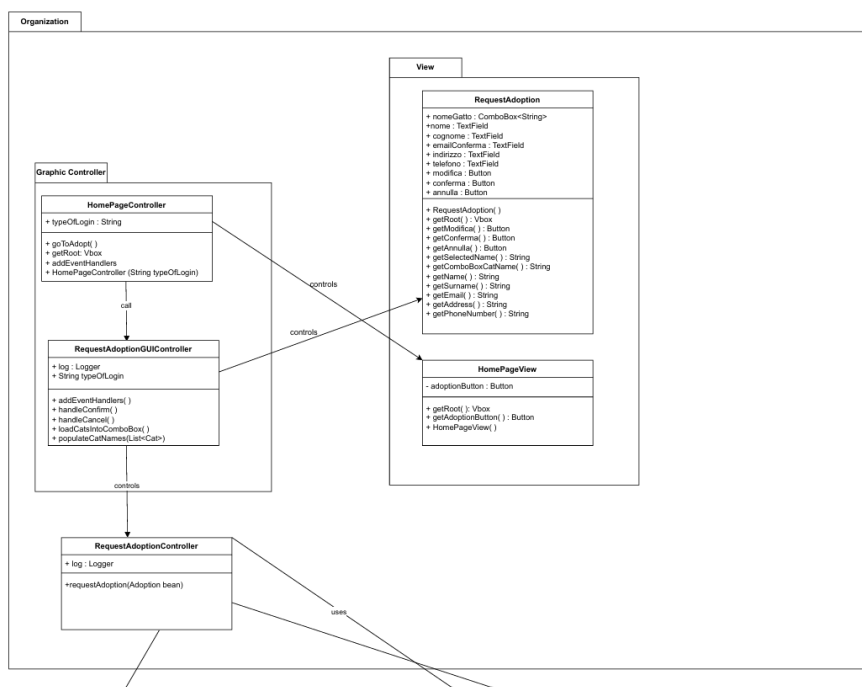 Organization
View
RequestAdoption
+ nomeGatto : ComboBox<String>
+nome : TextField
+ cognome : TextField
+ emailConferma : TextField
+ indirizzo : TextField
+ telefono : TextField
+ modifica : Button
+ conferma : Button
+ annulla : Button
+ RequestAdoption( )
+ getRoot( ) : Vbox
+ getModifica( ) : Button
+ getConferma( ) : Button
+ getAnnulla( ) : Button
+ getSelectedName( ) : String
+ getComboBoxCatName( ) : String
+ getName( ) : String
+ getSurname( ) : String
+ getEmail( ) : String
+ getAddress( ) : String
+ getPhoneNumber( ) : String
Graphic Controller
HomePageController
+ typeOfLogin : String
+ goToAdopt( )
+ getRoot: Vbox
+ addEventHandlers
+ HomePageController (String typeOfLogin)
controls
call
controls
RequestAdoptionGUIController
+ log : Logger
+ String typeOfLogin
+ addEventHandlers( )
+ handleConfirm( )
+ handleCancel( )
+ loadCatsIntoComboBox( )
+ populateCatNames(List<Cat>)
HomePageView
- adoptionButton : Button
+ getRoot( ): Vbox
+ getAdoptionButton( ) : Button
+ HomePageView( )
controls
RequestAdoptionController
+ log : Logger
+requestAdoption(Adoption bean)
uses